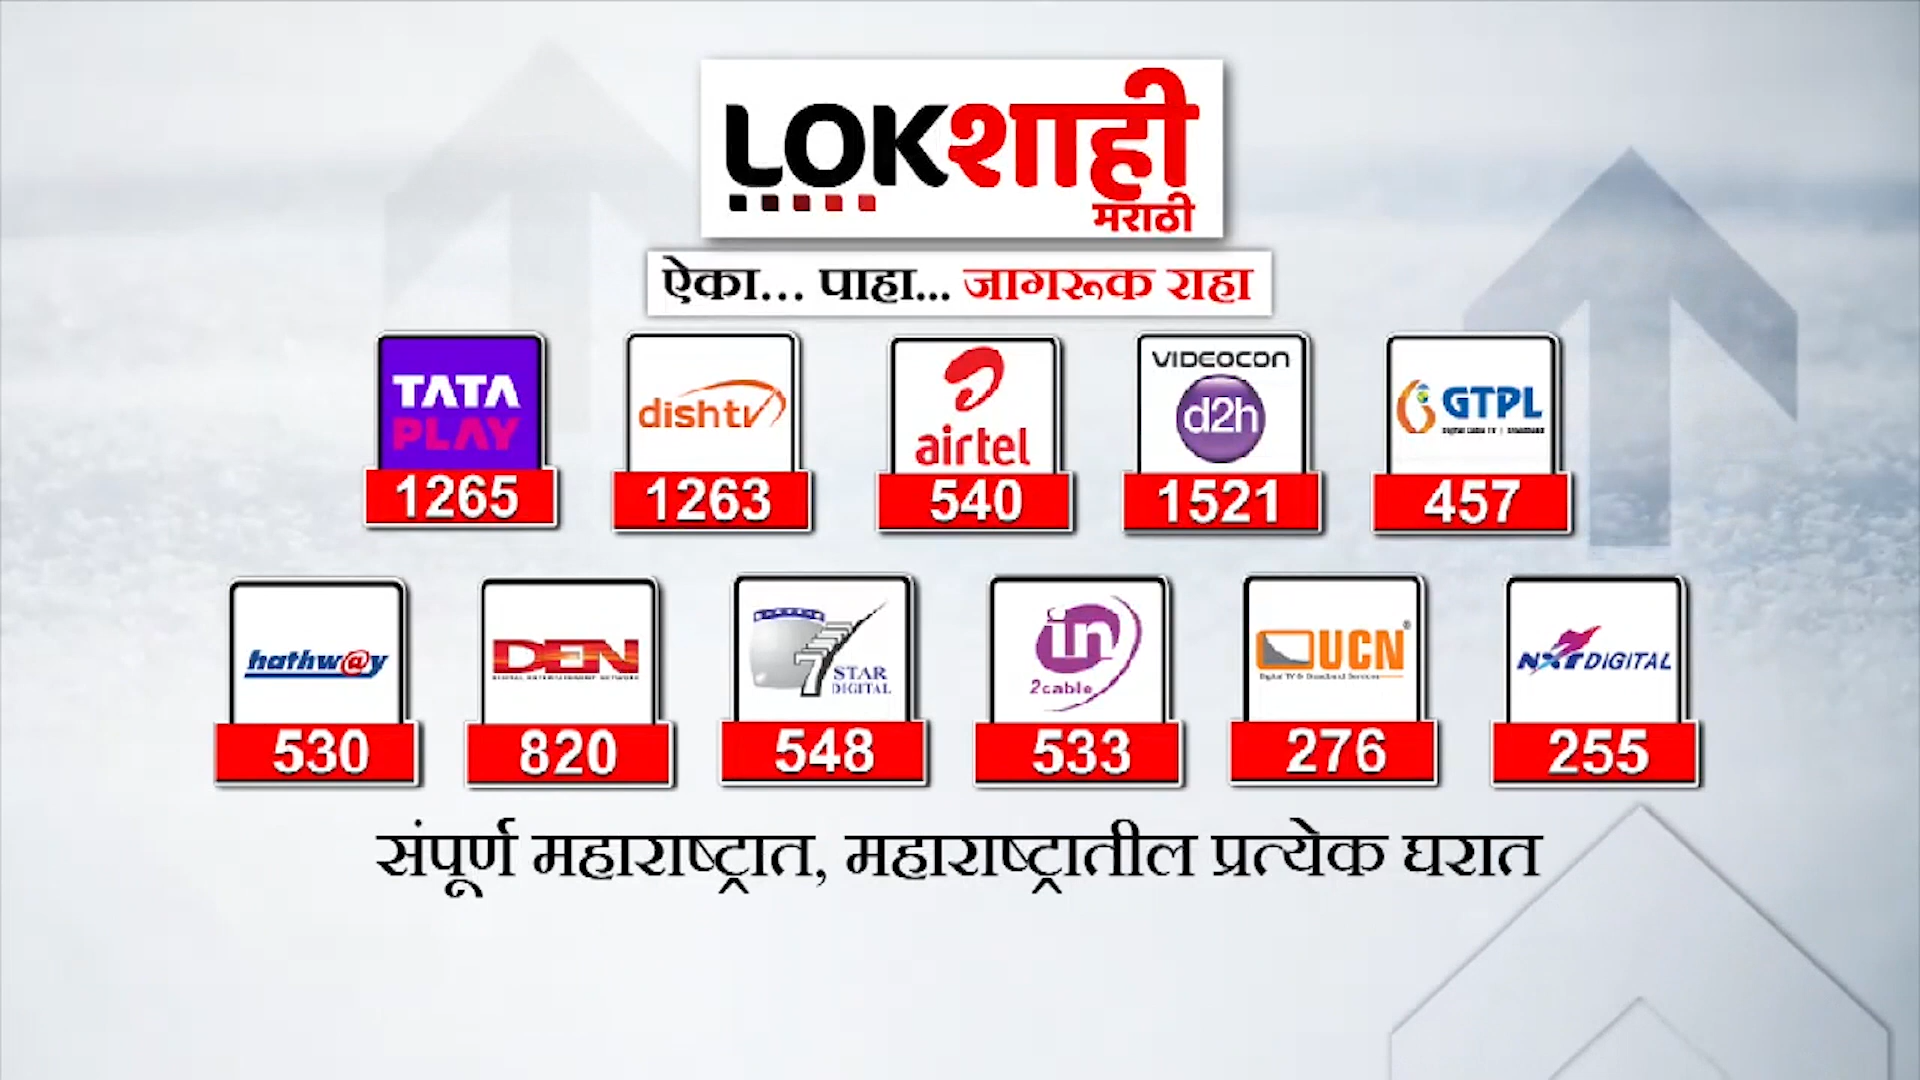 LOKशाही
मराठी
ऐका... पाहा... जागरूक राहा
TATA
PLAY
1265
dishtv
1263
airtel
540
VIDEOCON
d2h
1521
GTPL
457
hathw@y
530
DEN
820
7 STAR
DIGITAL
548
in
2cable
533
UCN
276
NXT DIGITAL
255
संपूर्ण महाराष्ट्रात, महाराष्ट्रातील प्रत्येक घरात